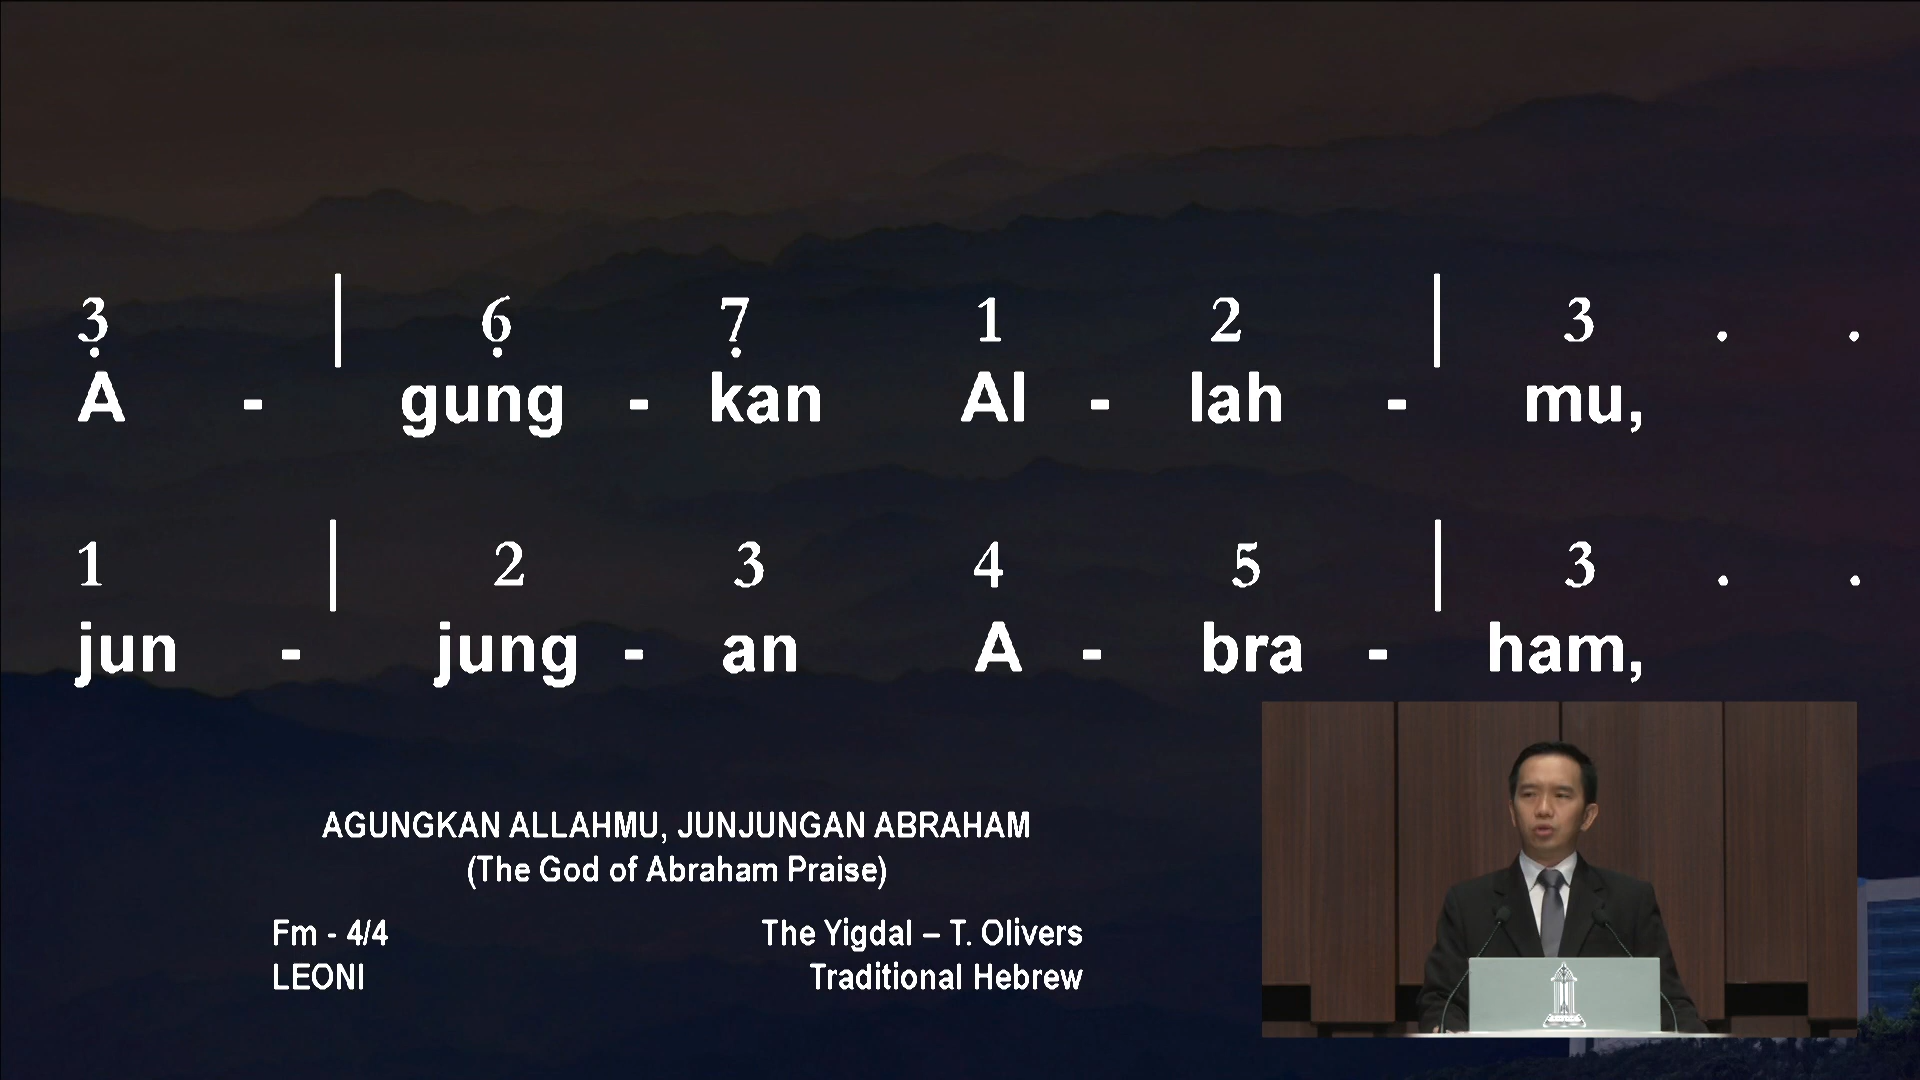 3̣ | 6̣ 7̣ 1 2 | 3 . .
A - gung - kan Al - lah - mu,
1 | 2 3 4 5 | 3 . .
jun - jung - an A - bra - ham,
AGUNGKAN ALLAHMU, JUNJUNGAN ABRAHAM
(The God of Abraham Praise)
Fm - 4/4
The Yigdal – T. Olivers
LEONI
Traditional Hebrew